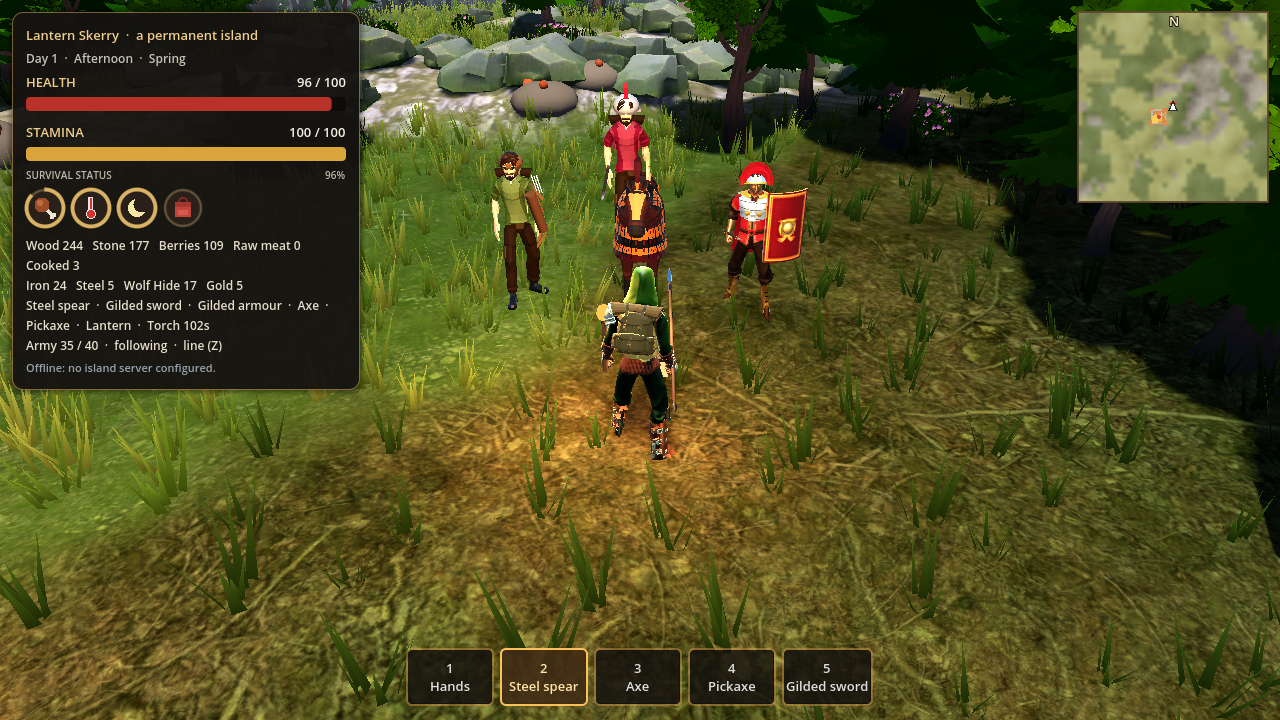 Lantern Skerry · a permanent island
Day 1 · Afternoon · Spring
HEALTH 96 / 100
STAMINA 100 / 100
SURVIVAL STATUS 96%
Wood 244 Stone 177 Berries 109 Raw meat 0
Cooked 3
Iron 24 Steel 5 Wolf Hide 17 Gold 5
Steel spear · Gilded sword · Gilded armour · Axe ·
Pickaxe · Lantern · Torch 102s
Army 35 / 40 · following · line (Z)
Offline: no island server configured.
N
1
Hands
2
Steel spear
3
Axe
4
Pickaxe
5
Gilded sword